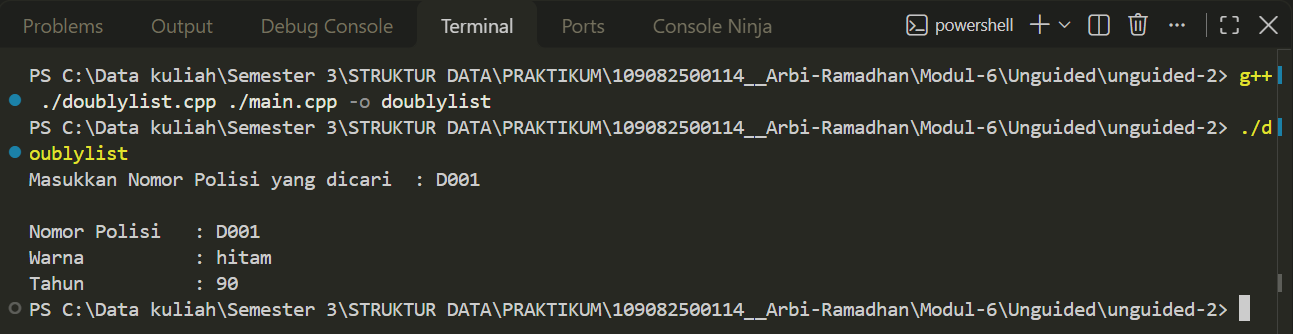 Problems Output Debug Console Terminal Ports Console Ninja powershell
PS C:\Data kuliah\Semester 3\STRUKTUR DATA\PRAKTIKUM\109082500114__Arbi-Ramadhan\Modul-6\Unguided\unguided-2> g++
./doublylist.cpp ./main.cpp -o doublylist
PS C:\Data kuliah\Semester 3\STRUKTUR DATA\PRAKTIKUM\109082500114__Arbi-Ramadhan\Modul-6\Unguided\unguided-2> ./d
oublylist
Masukkan Nomor Polisi yang dicari  : D001
Nomor Polisi   : D001
Warna          : hitam
Tahun          : 90
PS C:\Data kuliah\Semester 3\STRUKTUR DATA\PRAKTIKUM\109082500114__Arbi-Ramadhan\Modul-6\Unguided\unguided-2>